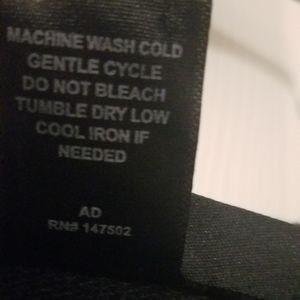 MACHINE WASH COLD
GENTLE CYCLE
DO NOT BLEACH
TUMBLE DRY LOW
COOL IRON IF
NEEDED
AD
RN# 147502